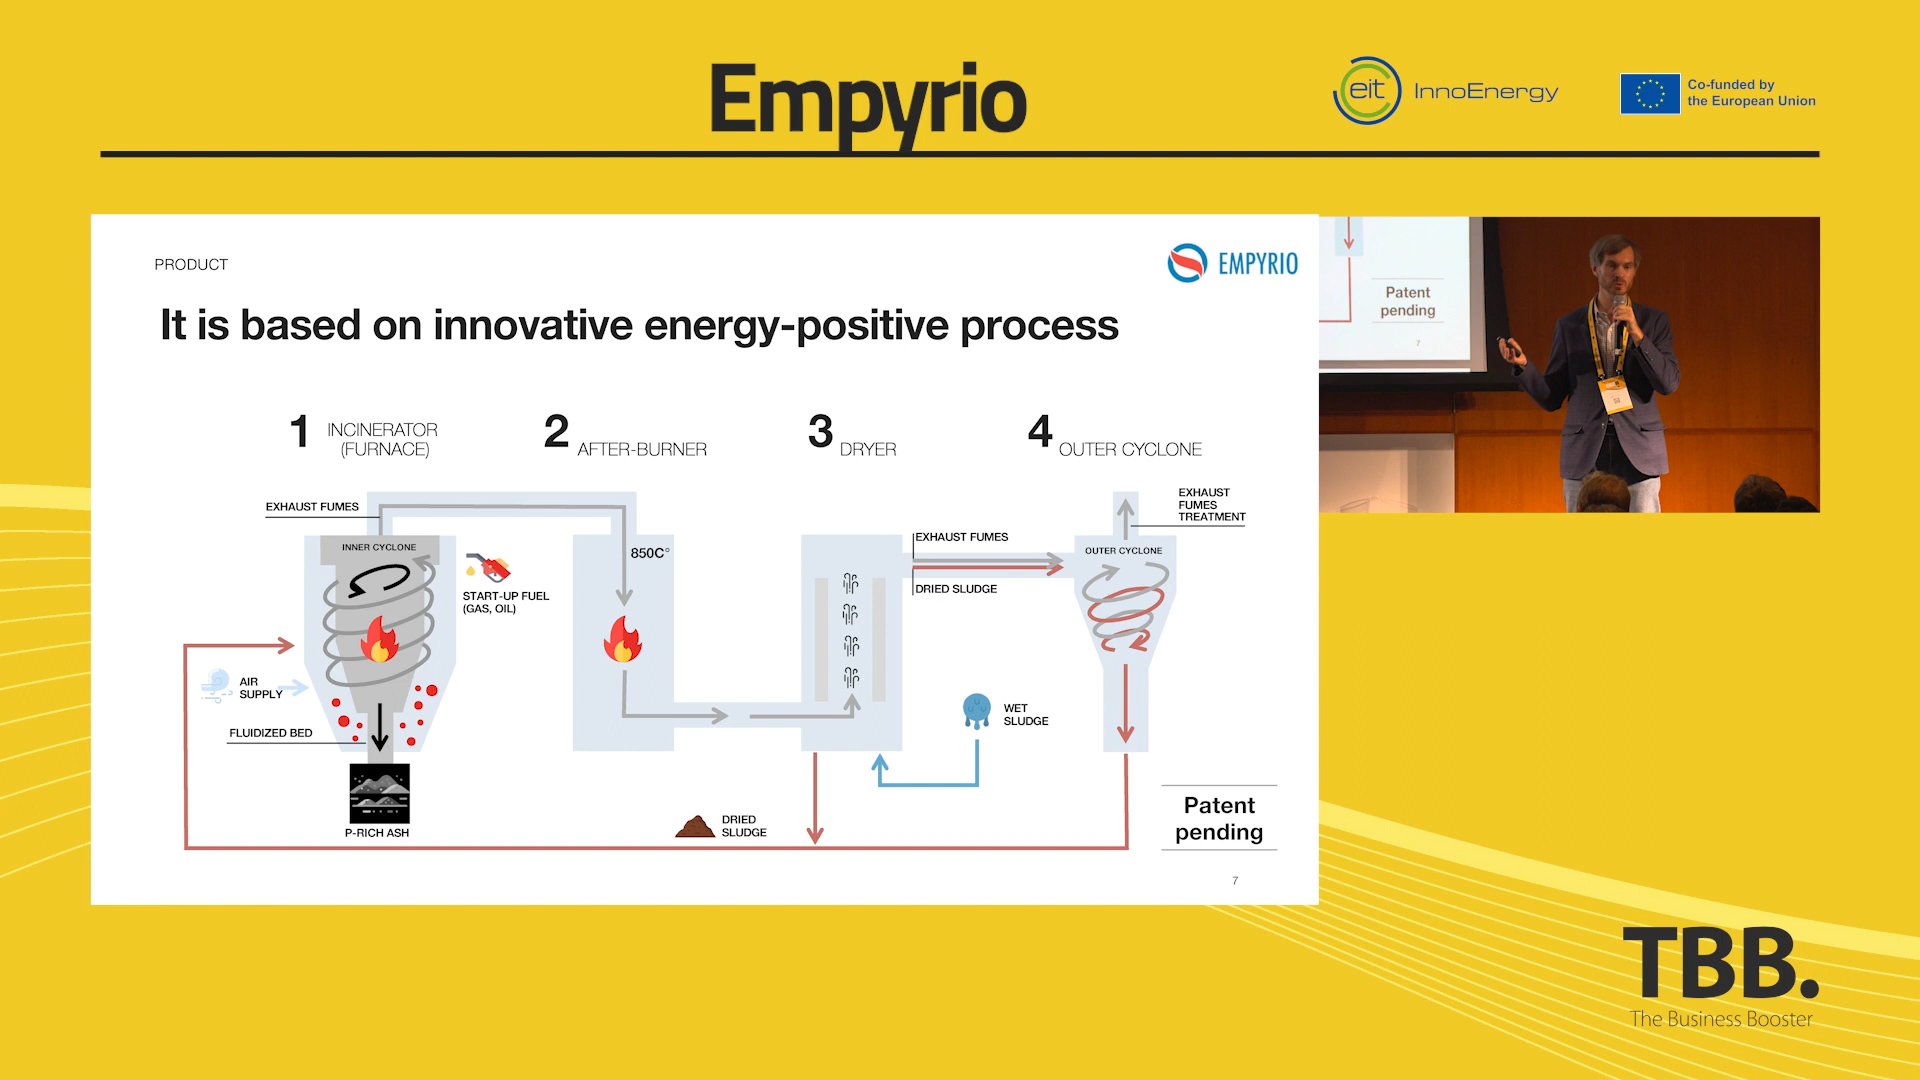 Empyrio
eit InnoEnergy
Co-funded by
the European Union
PRODUCT
EMPYRIO
It is based on innovative energy-positive process
1 INCINERATOR
(FURNACE)
2 AFTER-BURNER
3 DRYER
4 OUTER CYCLONE
EXHAUST FUMES
INNER CYCLONE
START-UP FUEL
(GAS, OIL)
AIR
SUPPLY
FLUIDIZED BED
P-RICH ASH
850C°
EXHAUST FUMES
DRIED SLUDGE
WET
SLUDGE
DRIED
SLUDGE
EXHAUST
FUMES
TREATMENT
OUTER CYCLONE
Patent
pending
7
Patent
pending
7
TBB.
The Business Booster